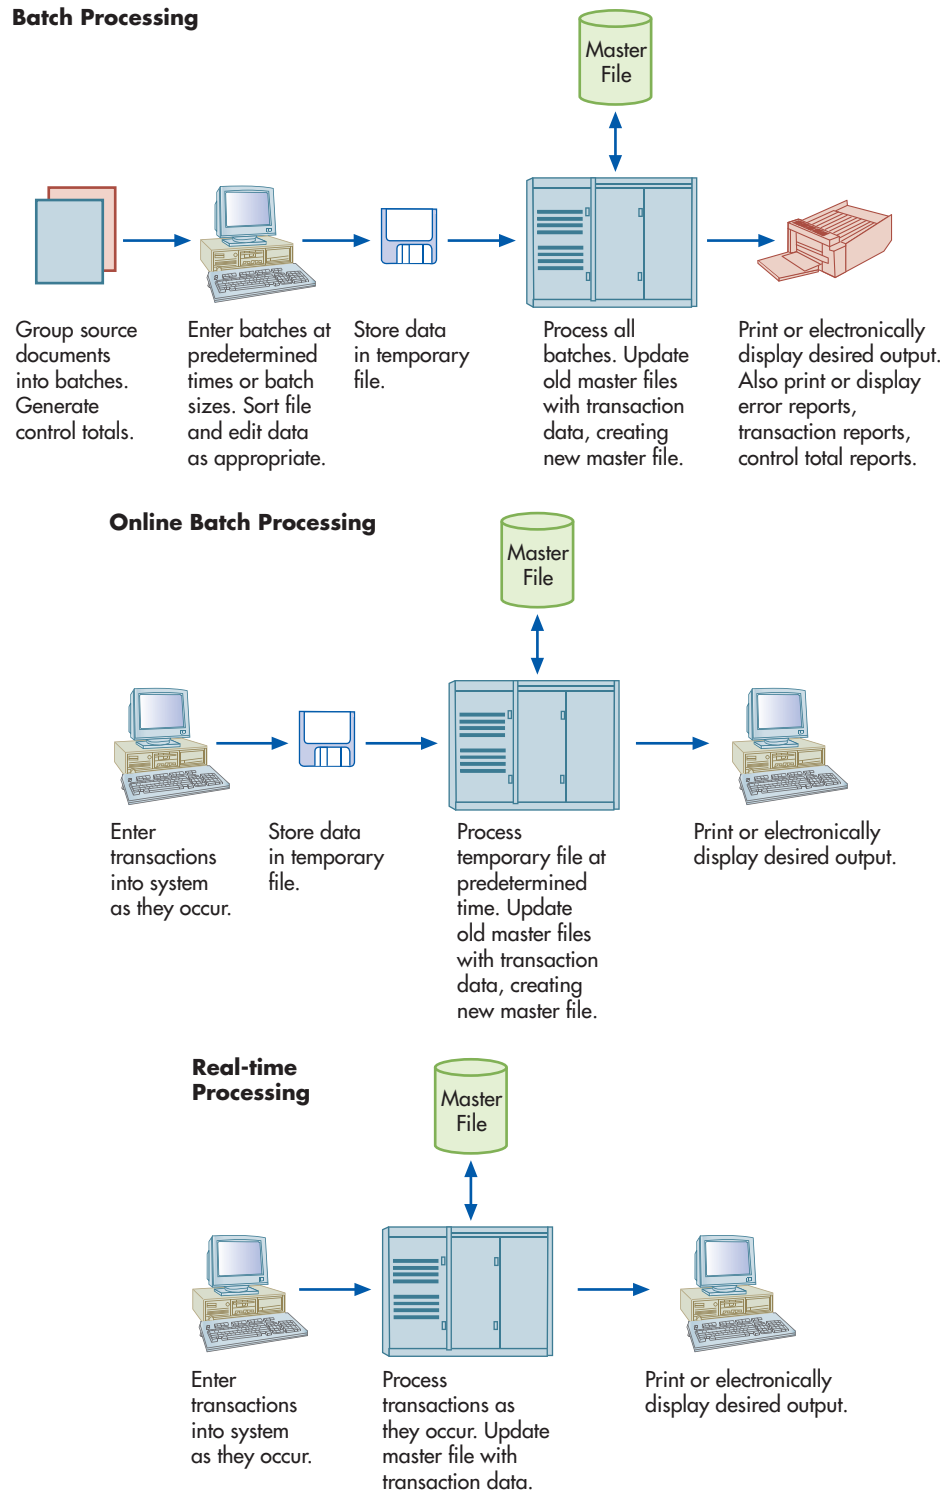 Batch Processing
Master
File
Group source
documents
into batches.
Generate
control totals.
Enter batches at
predetermined
times or batch
sizes. Sort file
and edit data
as appropriate.
Store data
in temporary
file.
Process all
batches. Update
old master files
with transaction
data, creating
new master file.
Print or electronically
display desired output.
Also print or display
error reports,
transaction reports,
control total reports.
Online Batch Processing
Master
File
Enter
transactions
into system
as they occur.
Store data
in temporary
file.
Process
temporary file at
predetermined
time. Update
old master files
with transaction
data, creating
new master file.
Print or electronically
display desired output.
Real-time
Processing
Master
File
Enter
transactions
into system
as they occur.
Process
transactions as
they occur. Update
master file with
transaction data.
Print or electronically
display desired output.